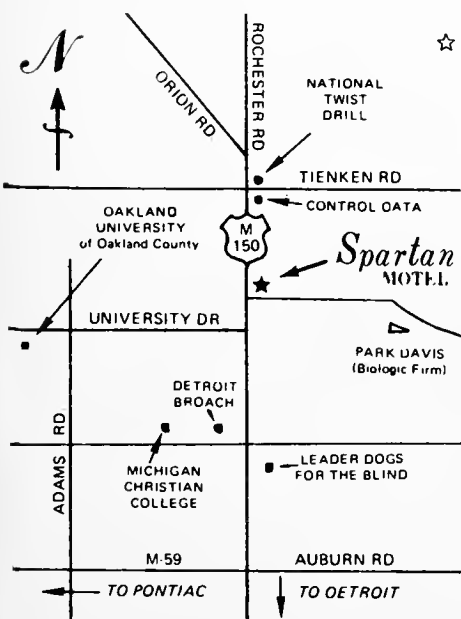 N
ORION RD
ROCHESTER RD
NATIONAL
TWIST
DRILL
TIENKEN RD
CONTROL DATA
OAKLAND
UNIVERSITY
of Oakland County
M
150
Spartan
MOTEL
UNIVERSITY DR
PARK DAVIS
(Biologic Firm)
DETROIT
BROACH
ADAMS RD
MICHIGAN
CHRISTIAN
COLLEGE
LEADER DOGS
FOR THE BLIND
M-59
AUBURN RD
TO PONTIAC
TO DETROIT